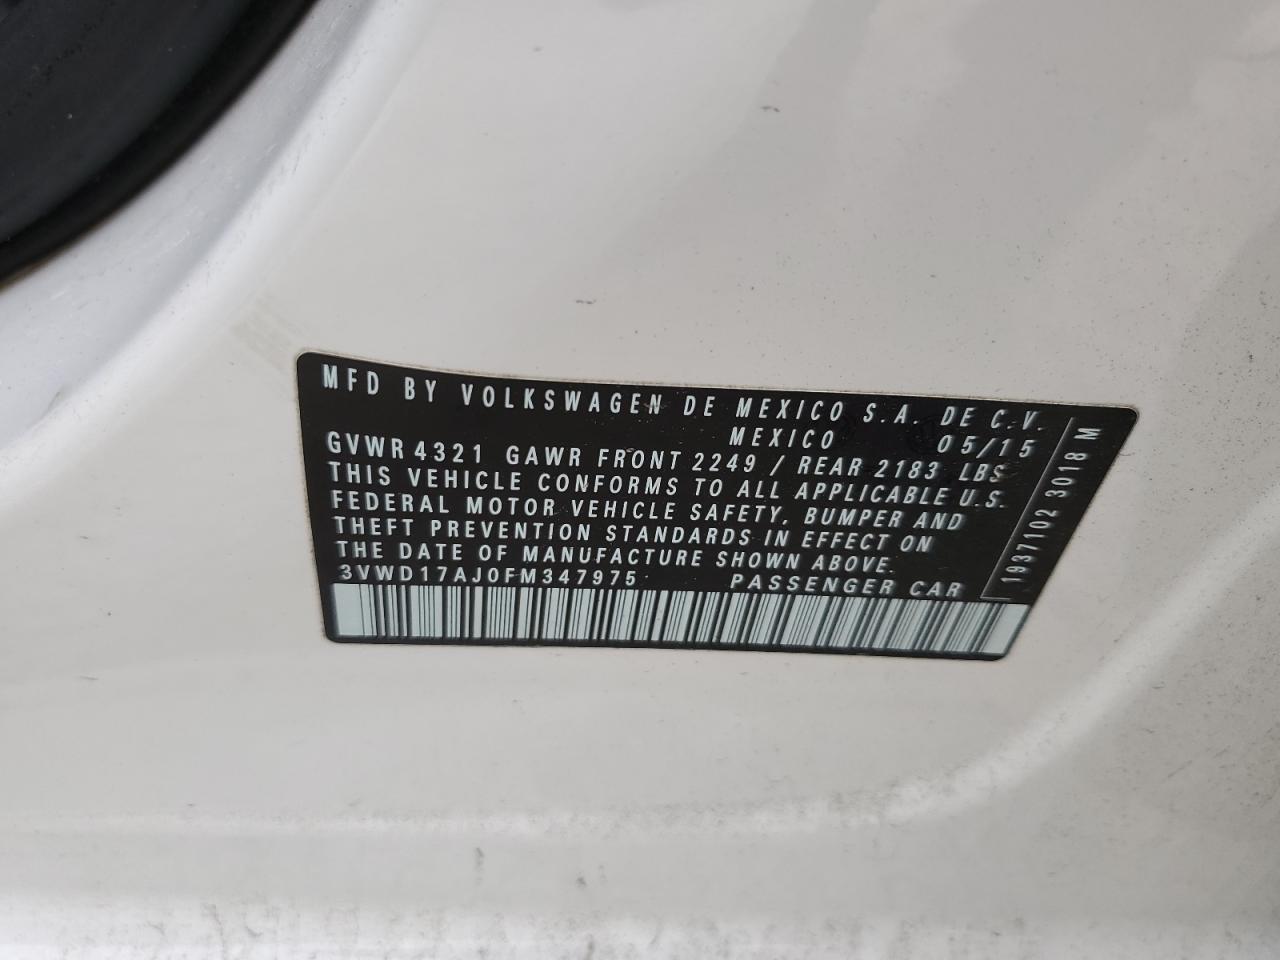 MFD BY VOLKSWAGEN DE MEXICO S.A. DE C.V.
MEXICO 05/15
GVWR 4321 GAWR FRONT 2249 / REAR 2183 LBS
THIS VEHICLE CONFORMS TO ALL APPLICABLE U.S.
FEDERAL MOTOR VEHICLE SAFETY, BUMPER AND
THEFT PREVENTION STANDARDS IN EFFECT ON
THE DATE OF MANUFACTURE SHOWN ABOVE.
3VWD17AJ0FM347975 PASSENGER CAR
1937102 3018 M